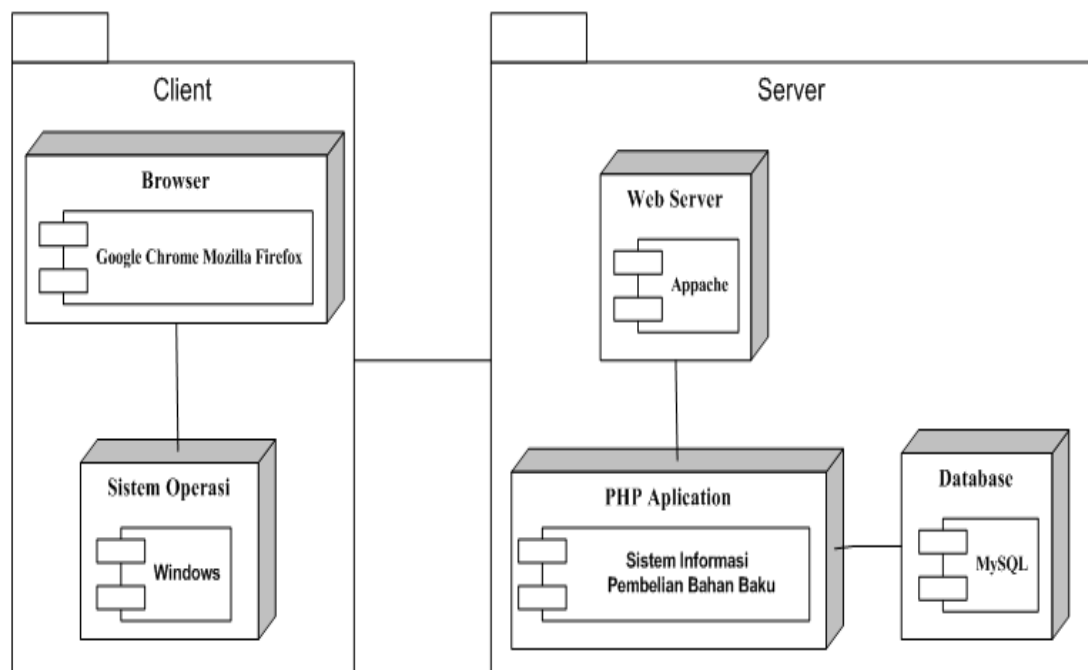 Client
Browser
Google Chrome Mozilla Firefox
Sistem Operasi
Windows
Server
Web Server
Appache
PHP Aplication
Sistem Informasi
Pembelian Bahan Baku
Database
MySQL